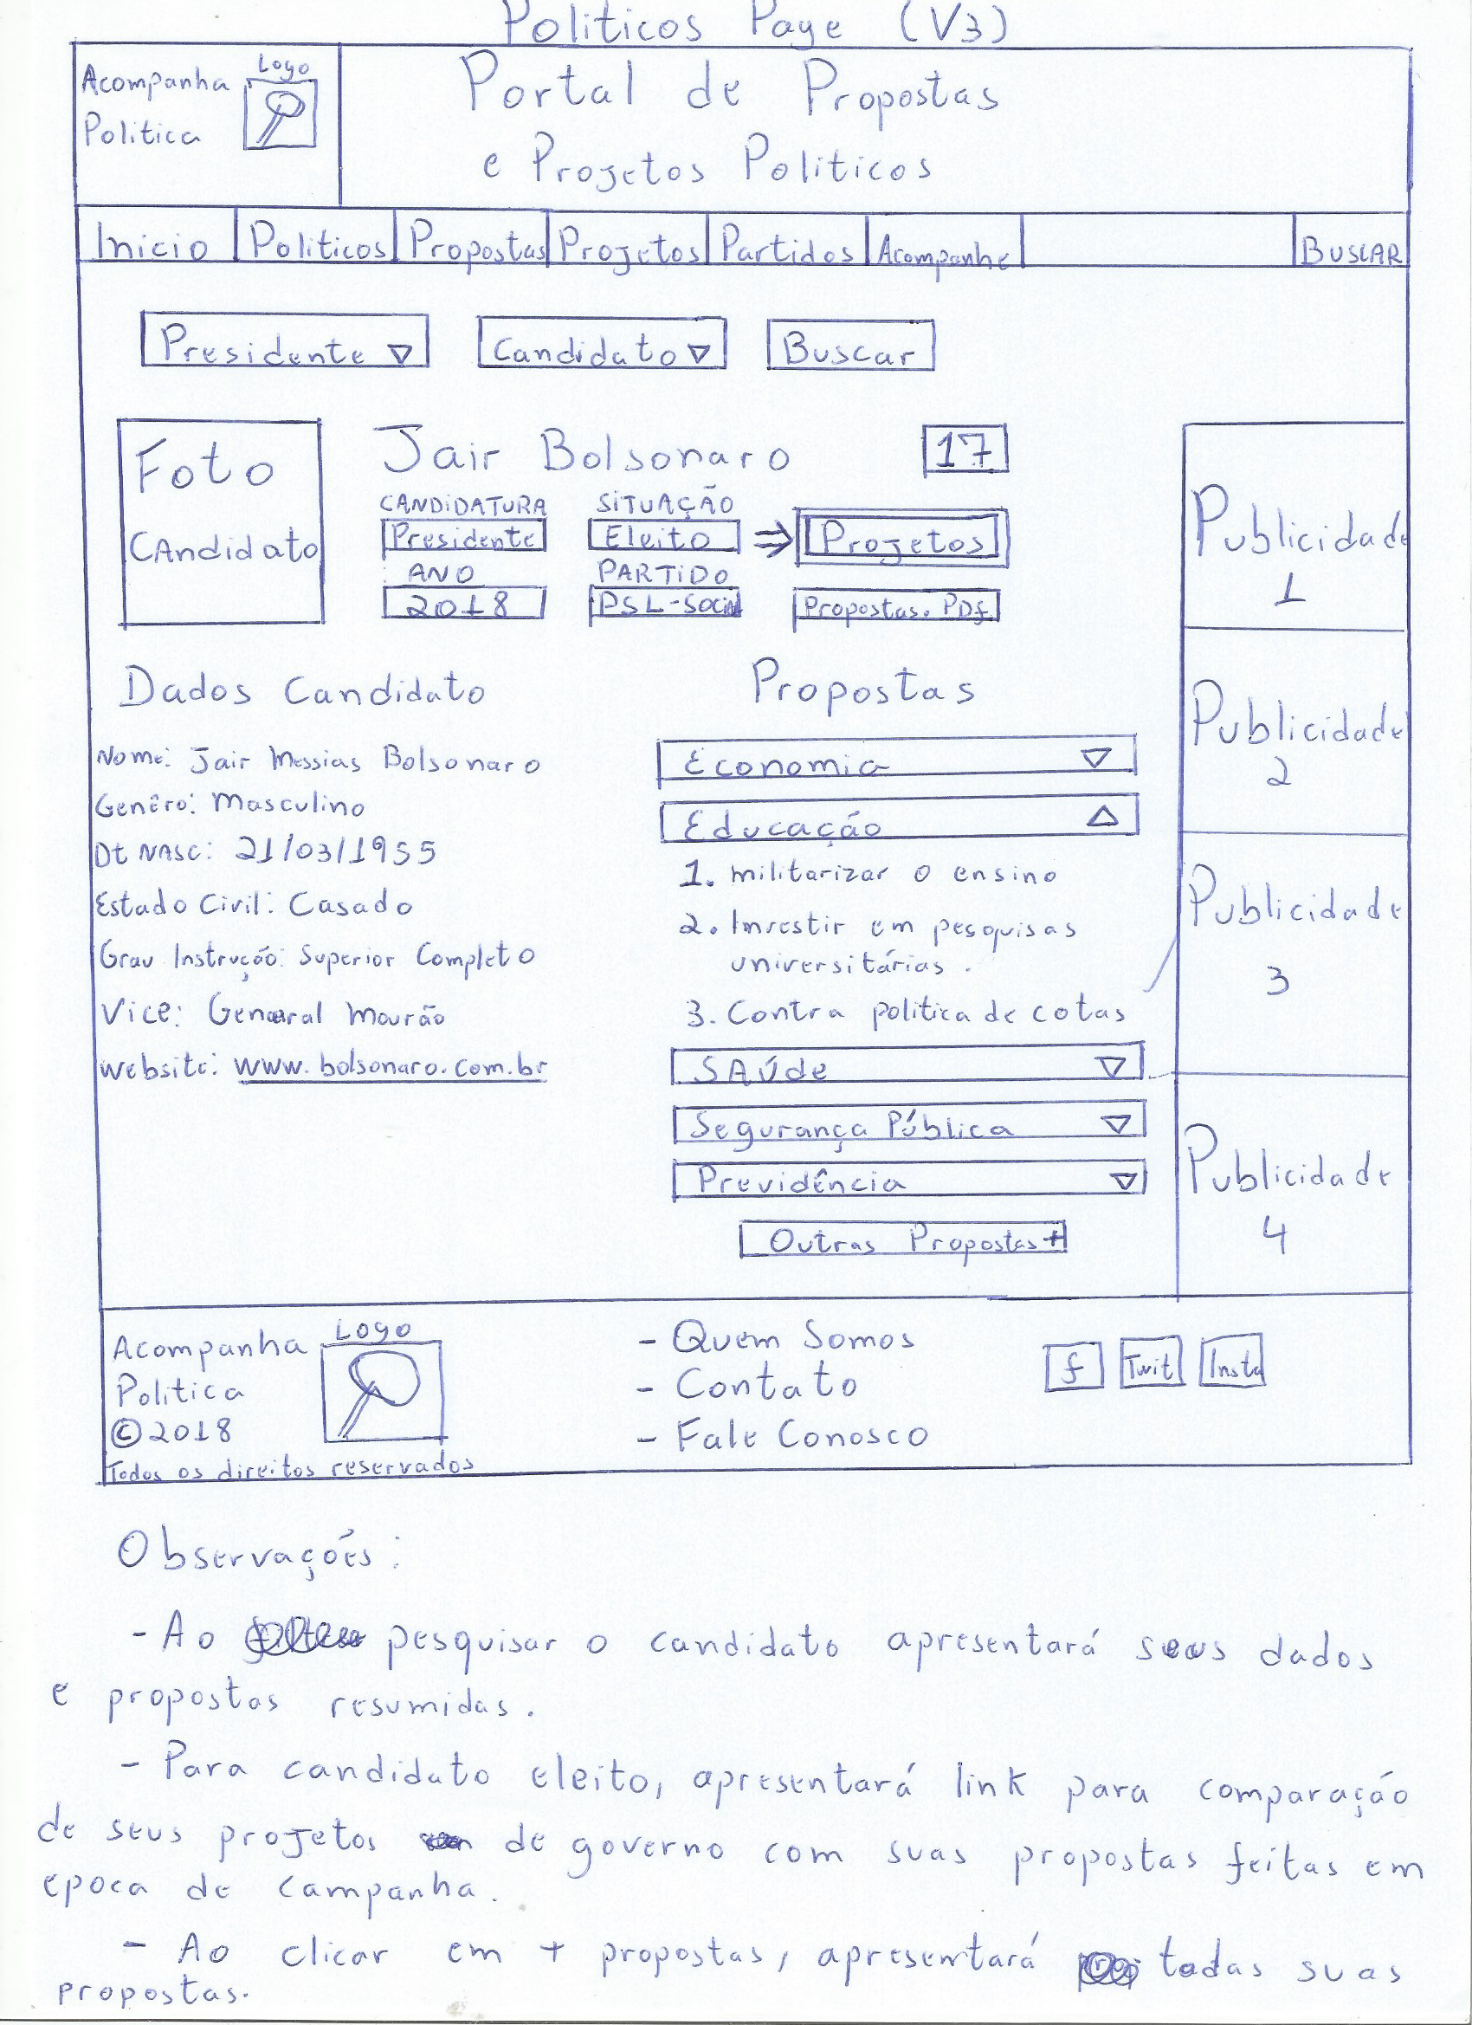 Politicos Page (V3)
Acompanha
Politica
Logo
Portal de Propostas
e Projetos Politicos
Inicio
Politicos
Propostas
Projetos
Partidos
Acompanhe
BUSCAR
Presidente
Candidato
Buscar
Foto
CAndidato
Jair Bolsonaro
17
CANDiDATURA
SiTUAÇÃO
Presidente
Eleito
Projetos
ANO
PARTiDO
2018
PSL-Social
Propostas.PDf
Dados Candidato
Nome: Jair Messias Bolsonaro
Genêro: Masculino
Dt NASC: 21/03/1955
Estado Civil: Casado
Grau Instrução: Superior Completo
Vice: General Mourão
Website: www.bolsonaro.com.br
Propostas
Economia
Educação
1. militarizar o ensino
2. Investir em pesquisas
universitárias.
3. Contra politica de cotas
SAÚde
Segurança Pública
Previdência
Outras Propostas+
Publicidade
1
Publicidade
2
Publicidade
3
Publicidade
4
Acompanha
Politica
©2018
Todos os direitos reservados
Logo
- Quem Somos
- Contato
- Fale Conosco
f
Twit
Insta
Observações:
- Ao pesquisar o candidato apresentará seus dados
e propostas resumidas.
- Para candidato eleito, apresentará link para comparação
de seus projetos de governo com suas propostas feitas em
epoca de campanha.
- Ao clicar em + propostas, apresentará todas suas
propostas.